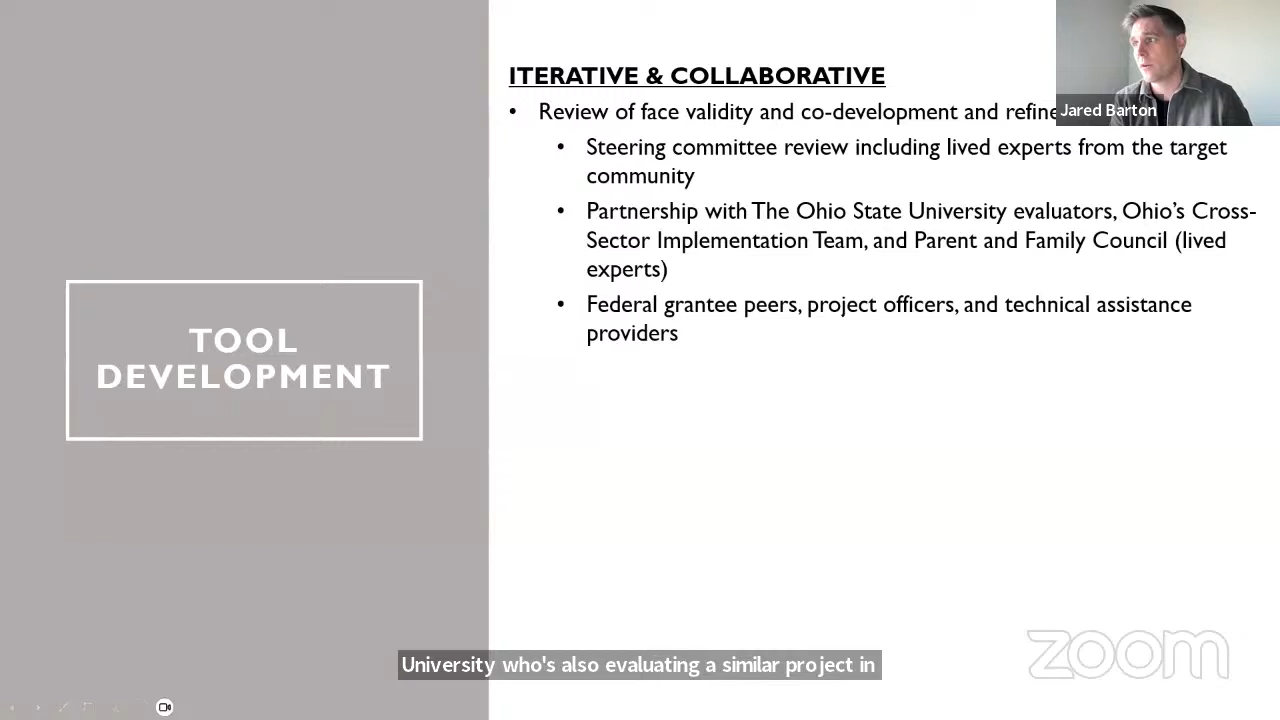 ITERATIVE & COLLABORATIVE
• Review of face validity and co-development and
Jared Barton
• Steering committee review including lived experts from the target
community
• Partnership with The Ohio State University evaluators, Ohio’s Cross-
Sector Implementation Team, and Parent and Family Council (lived
experts)
• Federal grantee peers, project officers, and technical assistance
providers
TOOL
DEVELOPMENT
University who's also evaluating a similar project in
zoom